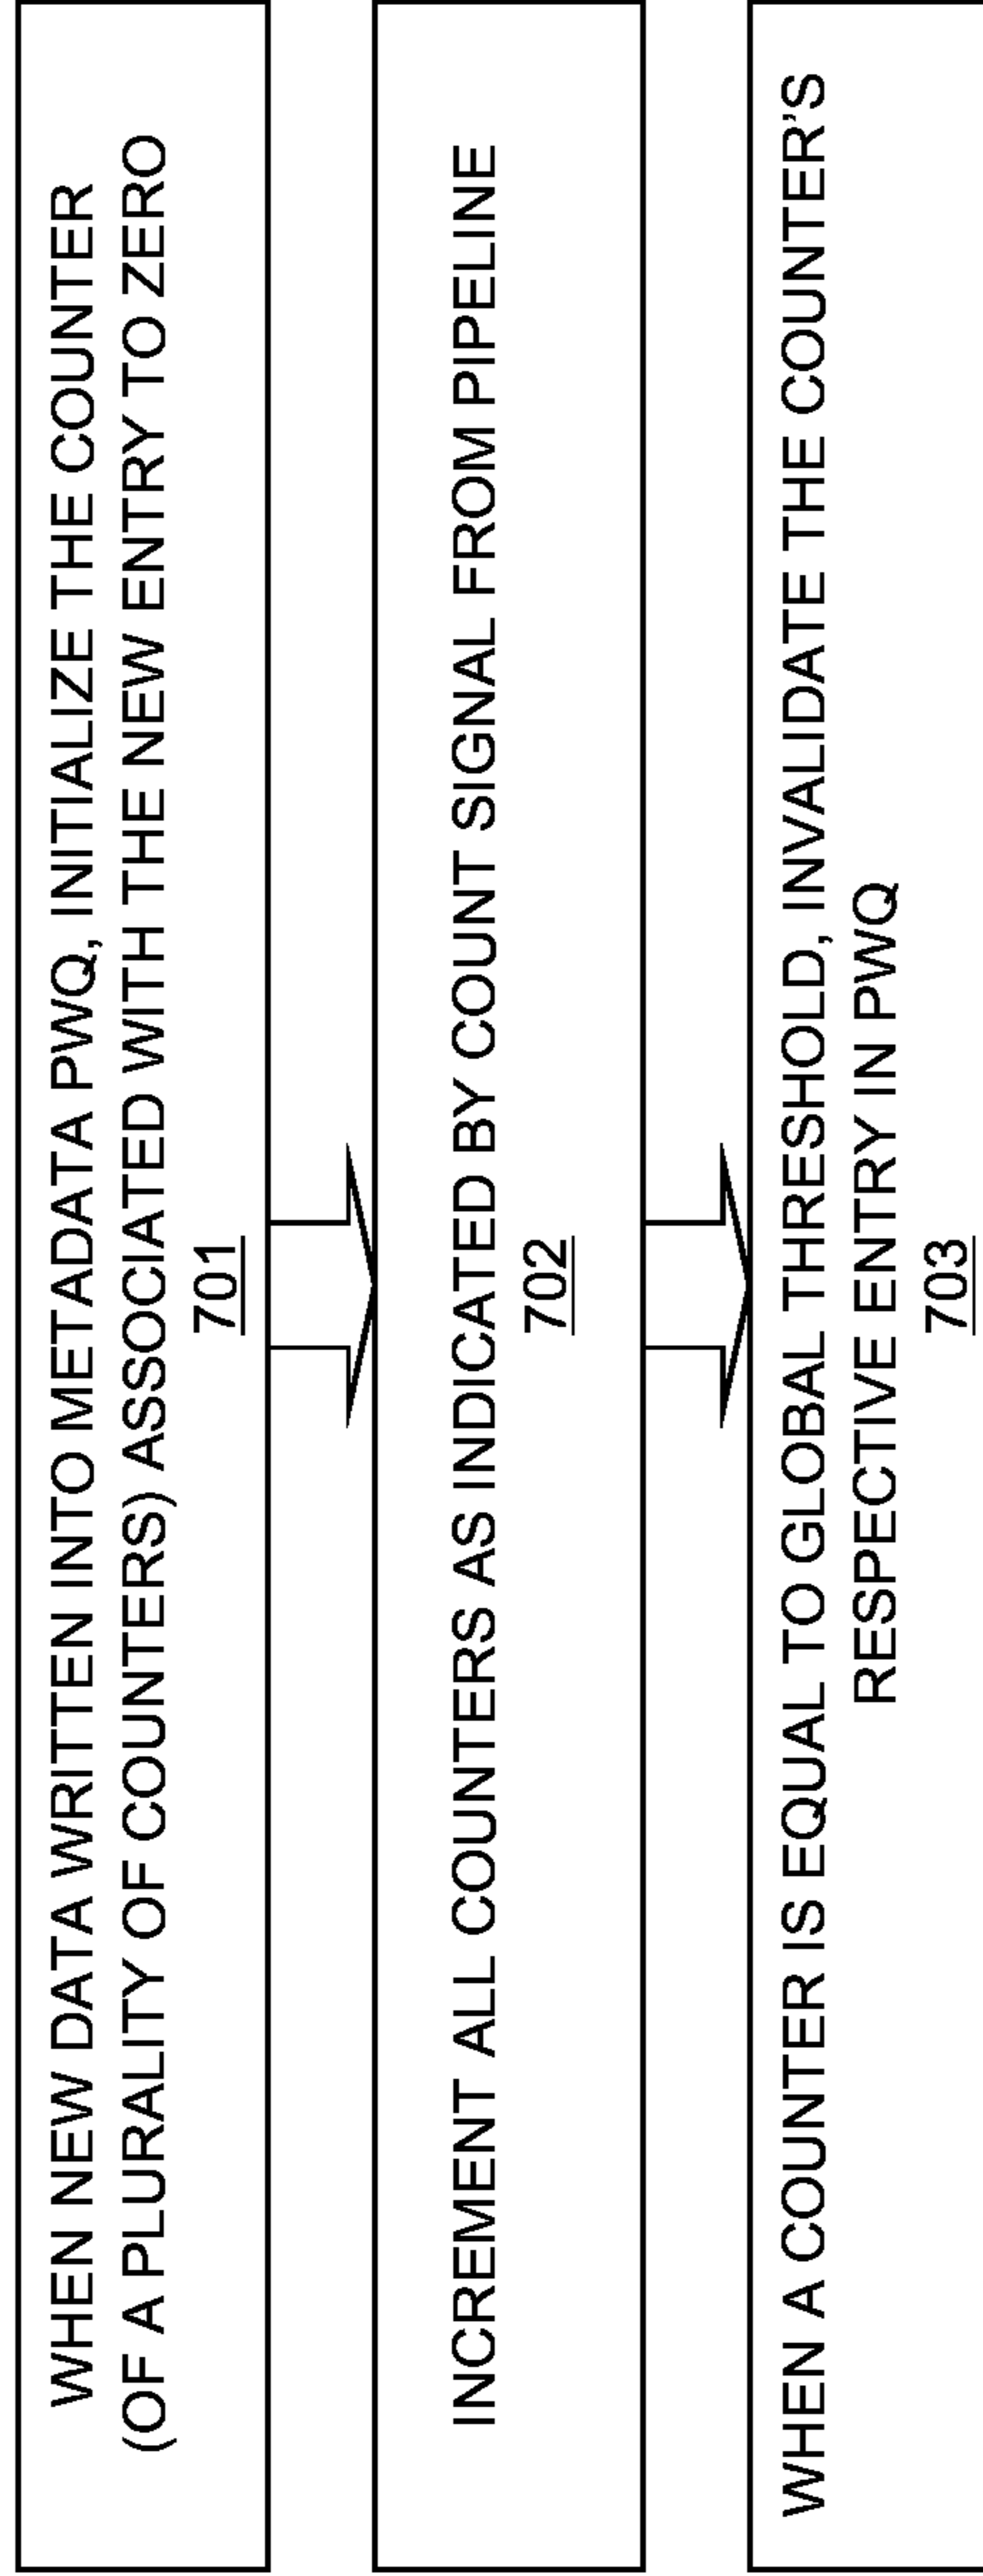 WHEN NEW DATA WRITTEN INTO METADATA PWQ, INITIALIZE THE COUNTER
(OF A PLURALITY OF COUNTERS) ASSOCIATED WITH THE NEW ENTRY TO ZERO
701
INCREMENT ALL COUNTERS AS INDICATED BY COUNT SIGNAL FROM PIPELINE
702
WHEN A COUNTER IS EQUAL TO GLOBAL THRESHOLD, INVALIDATE THE COUNTER'S
RESPECTIVE ENTRY IN PWQ
703